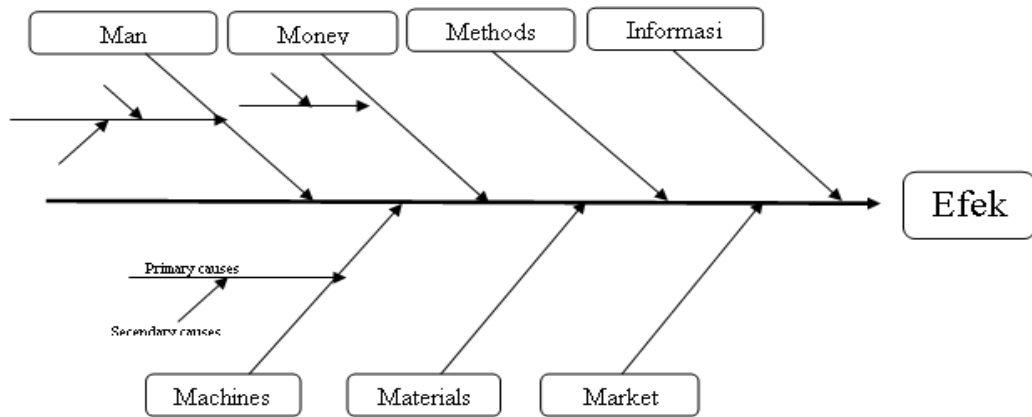 Man
Money
Methods
Informasi
Efek
Primary causes
Secendary causes
Machines
Materials
Market